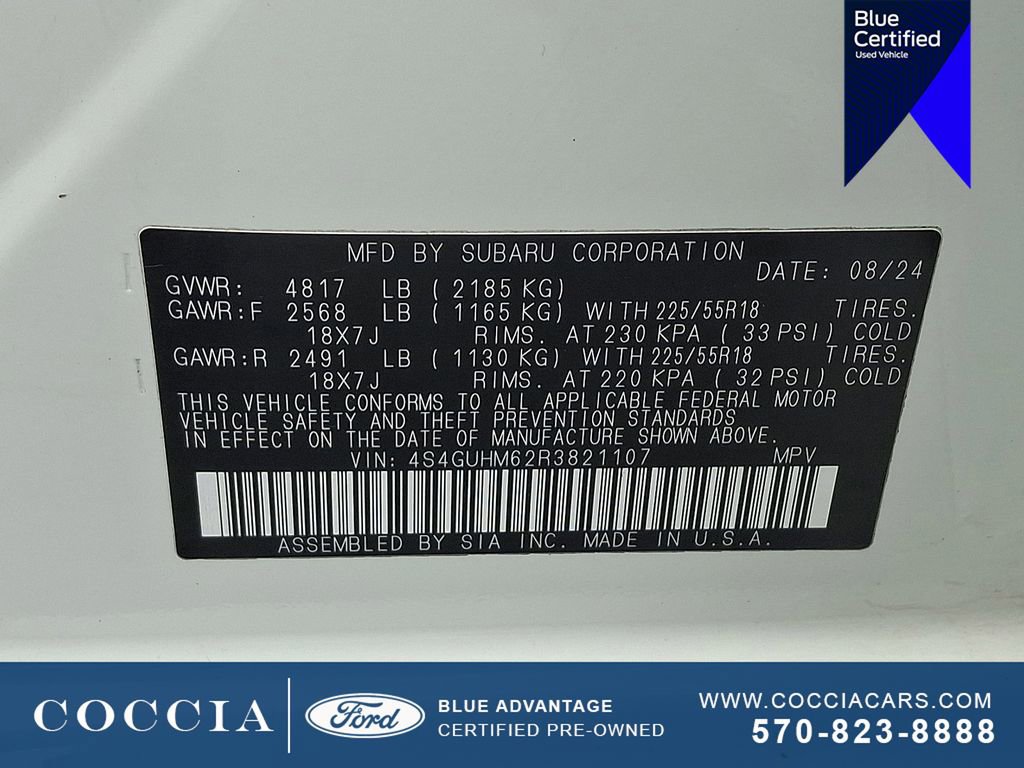 Blue
Certified
Used Vehicle
MFD BY SUBARU CORPORATION
DATE: 08/24
GVWR: 4817 LB ( 2185 KG)
GAWR:F 2568 LB ( 1165 KG) WITH 225/55R18 TIRES.
18X7J RIMS. AT 230 KPA ( 33 PSI) COLD
GAWR:R 2491 LB ( 1130 KG) WITH 225/55R18 TIRES.
18X7J RIMS. AT 220 KPA ( 32 PSI) COLD
THIS VEHICLE CONFORMS TO ALL APPLICABLE FEDERAL MOTOR
VEHICLE SAFETY AND THEFT PREVENTION STANDARDS
IN EFFECT ON THE DATE OF MANUFACTURE SHOWN ABOVE.
VIN: 4S4GUHM62R3821107 MPV
ASSEMBLED BY SIA INC. MADE IN U.S.A.
COCCIA
Ford
BLUE ADVANTAGE
CERTIFIED PRE-OWNED
WWW.COCCIACARS.COM
570-823-8888